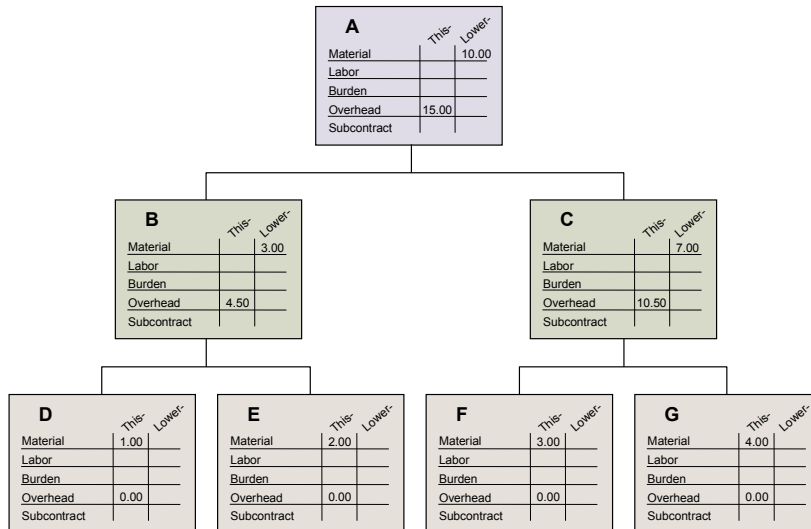 A This- Lower-
Material 10.00
Labor
Burden
Overhead 15.00
Subcontract
B This- Lower-
Material 3.00
Labor
Burden
Overhead 4.50
Subcontract
C This- Lower-
Material 7.00
Labor
Burden
Overhead 10.50
Subcontract
D This- Lower-
Material 1.00
Labor
Burden
Overhead 0.00
Subcontract
E This- Lower-
Material 2.00
Labor
Burden
Overhead 0.00
Subcontract
F This- Lower-
Material 3.00
Labor
Burden
Overhead 0.00
Subcontract
G This- Lower-
Material 4.00
Labor
Burden
Overhead 0.00
Subcontract